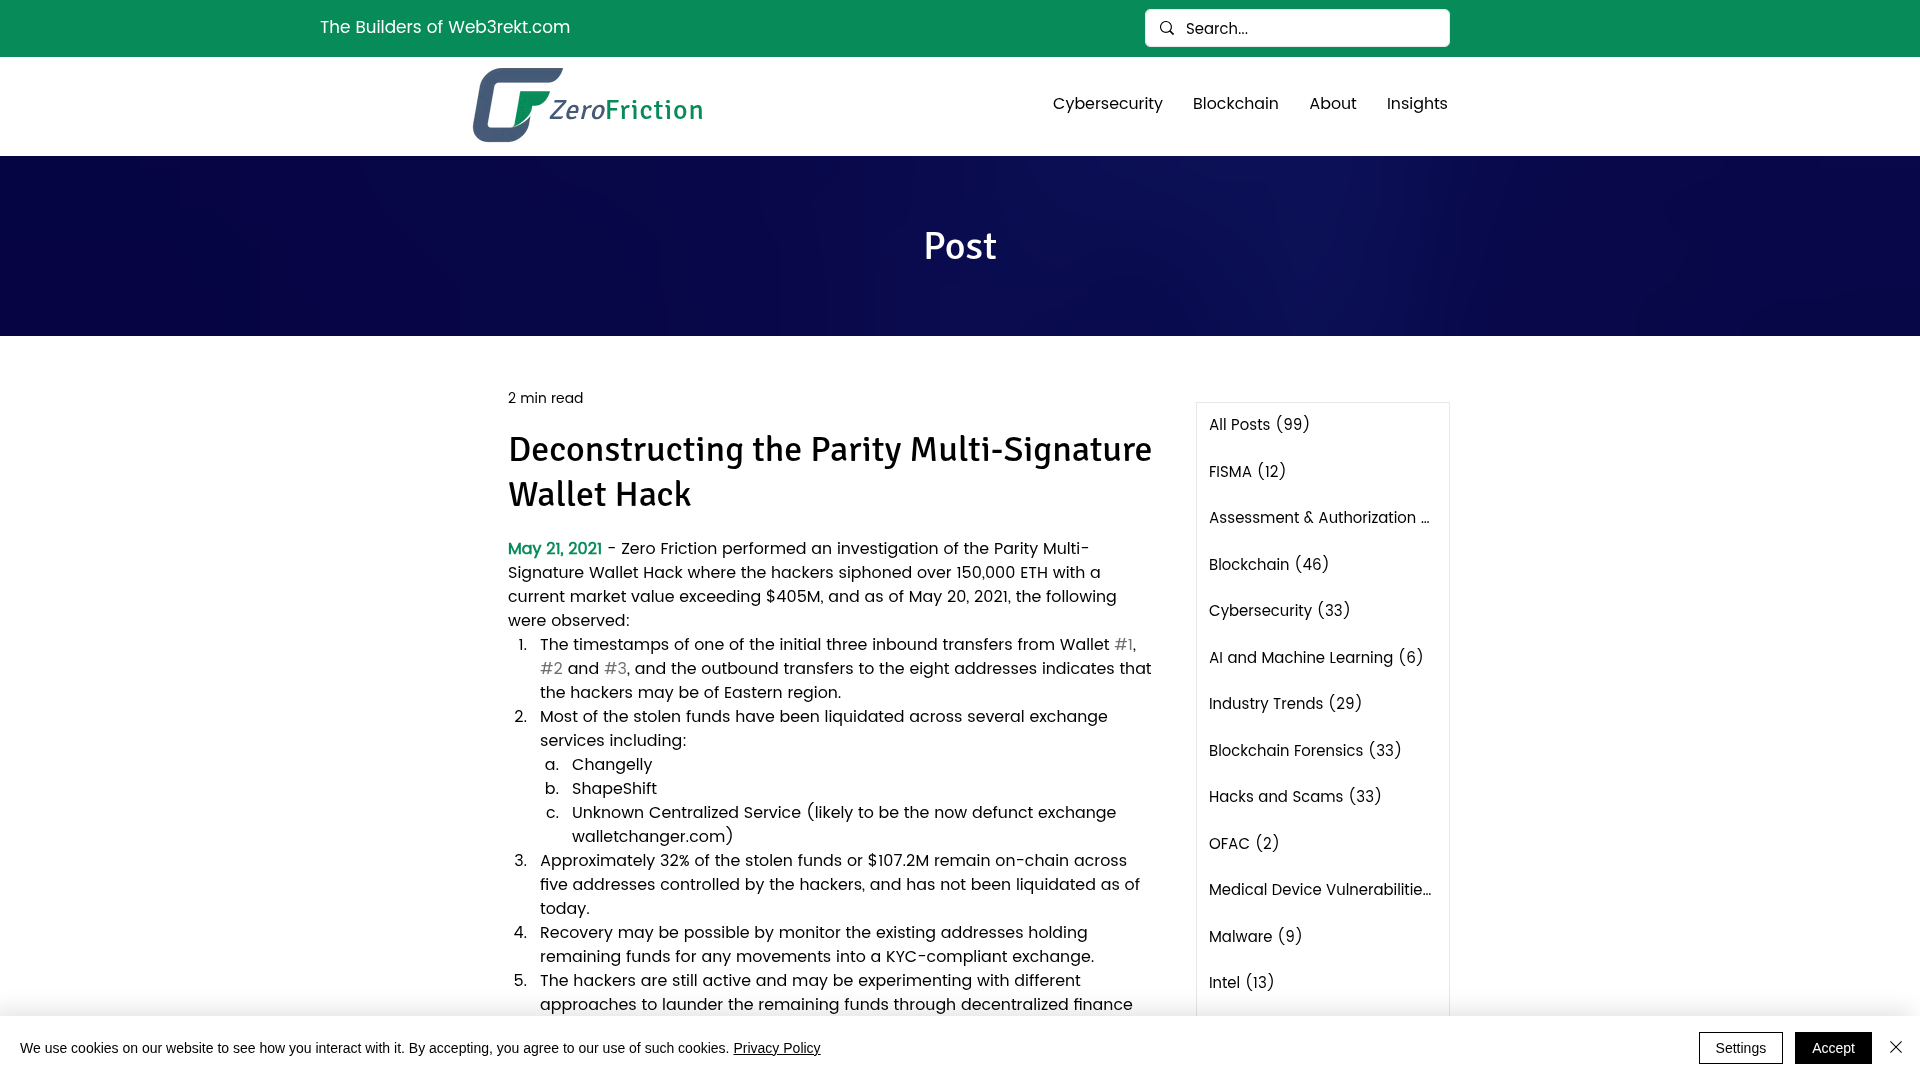 The Builders of Web3rekt.com
Search...
ZeroFriction
Cybersecurity
Blockchain
About
Insights
Post
2 min read
Deconstructing the Parity Multi-Signature
Wallet Hack
May 21, 2021 - Zero Friction performed an investigation of the Parity Multi-
Signature Wallet Hack where the hackers siphoned over 150,000 ETH with a
current market value exceeding $405M, and as of May 20, 2021, the following
were observed:
1. The timestamps of one of the initial three inbound transfers from Wallet #1,
#2 and #3, and the outbound transfers to the eight addresses indicates that
the hackers may be of Eastern region.
2. Most of the stolen funds have been liquidated across several exchange
services including:
a. Changelly
b. ShapeShift
c. Unknown Centralized Service (likely to be the now defunct exchange
walletchanger.com)
3. Approximately 32% of the stolen funds or $107.2M remain on-chain across
five addresses controlled by the hackers, and has not been liquidated as of
today.
4. Recovery may be possible by monitor the existing addresses holding
remaining funds for any movements into a KYC-compliant exchange.
5. The hackers are still active and may be experimenting with different
approaches to launder the remaining funds through decentralized finance
All Posts (99)
FISMA (12)
Assessment & Authorization ...
Blockchain (46)
Cybersecurity (33)
AI and Machine Learning (6)
Industry Trends (29)
Blockchain Forensics (33)
Hacks and Scams (33)
OFAC (2)
Medical Device Vulnerabilitie...
Malware (9)
Intel (13)
We use cookies on our website to see how you interact with it. By accepting, you agree to our use of such cookies. Privacy Policy
Settings
Accept